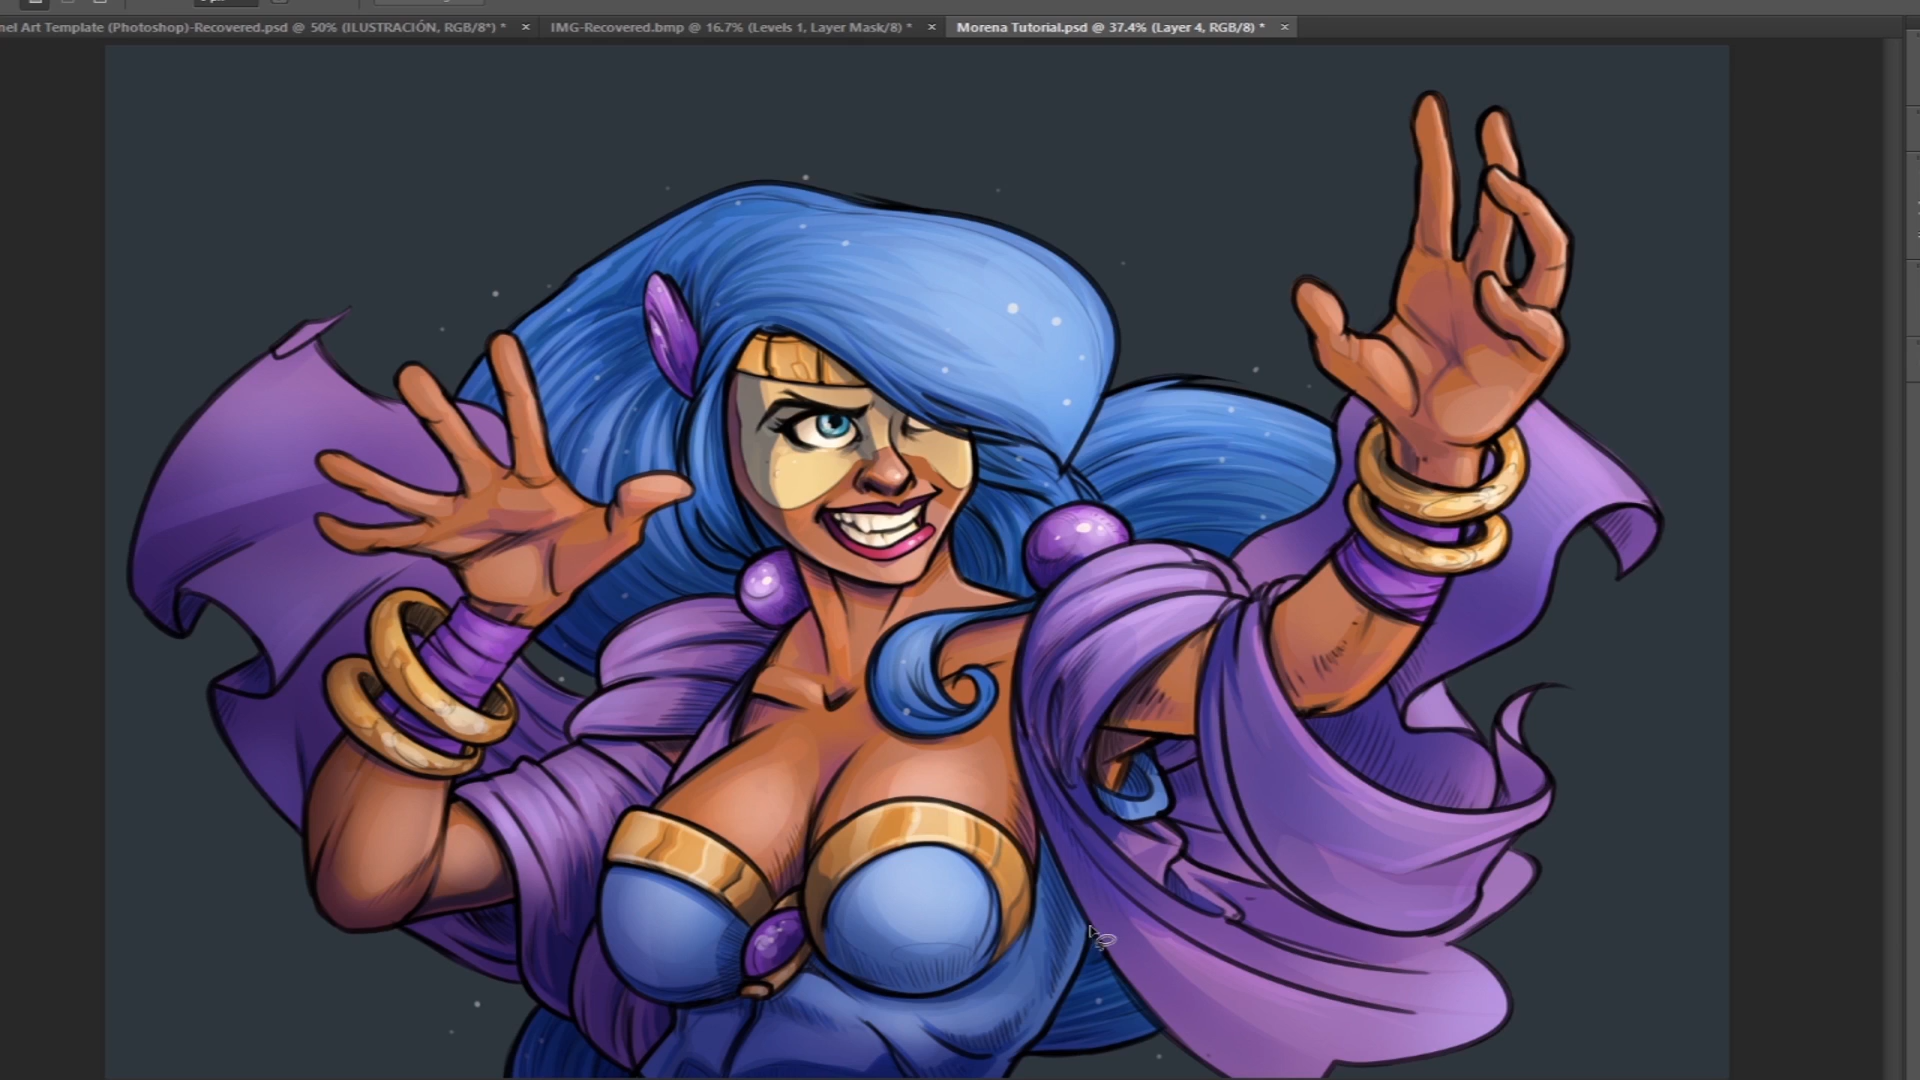 nel Art Template (Photoshop)-Recovered.psd @ 50% (ILUSTRACIÓN, RGB/8*) *
IMG-Recovered.bmp @ 16.7% (Levels 1, Layer Mask/8) *
Morena Tutorial.psd @ 37.4% (Layer 4, RGB/8) *